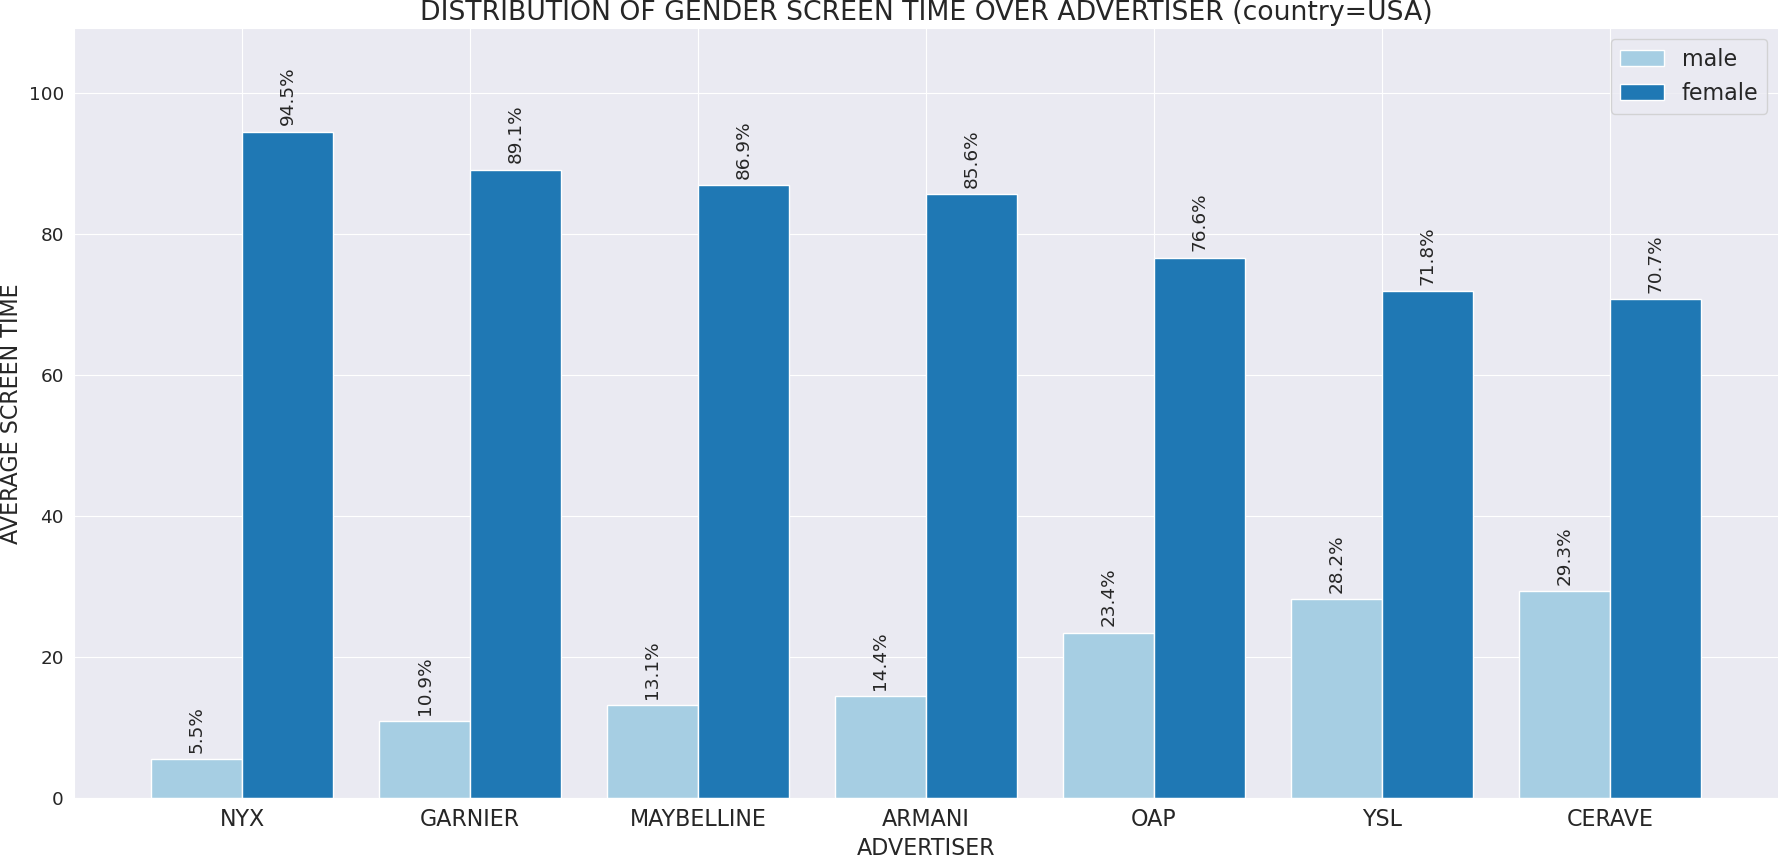 DISTRIBUTION OF GENDER SCREEN TIME OVER ADVERTISER (country=USA)
male
female
AVERAGE SCREEN TIME
100
80
60
40
20
0
5.5%
94.5%
10.9%
89.1%
13.1%
86.9%
14.4%
85.6%
23.4%
76.6%
28.2%
71.8%
29.3%
70.7%
NYX
GARNIER
MAYBELLINE
ARMANI
OAP
YSL
CERAVE
ADVERTISER